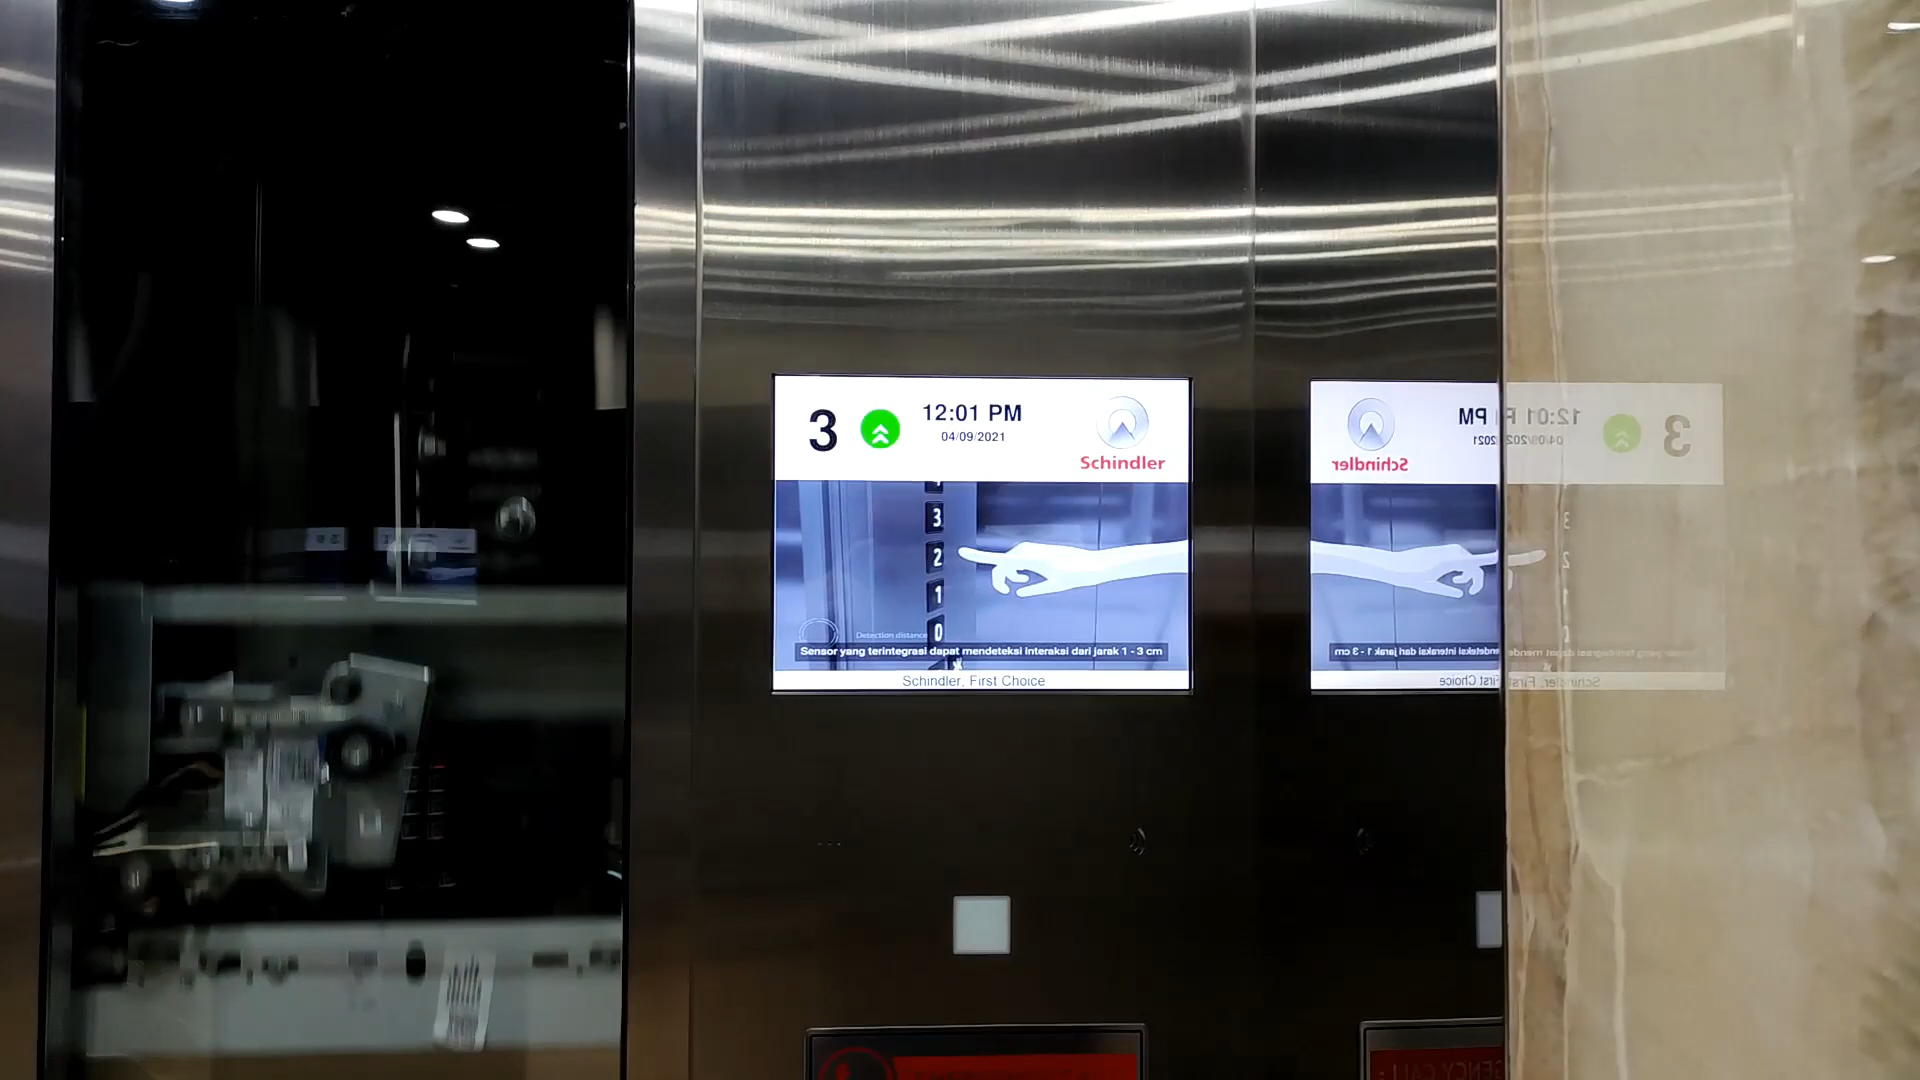 3
12:01 PM
04/09/2021
Schindler
3
2
1
0
Detection distance
Sensor yang terintegrasi dapat mendeteksi interaksi dari jarak 1 - 3 cm
Schindler, First Choice